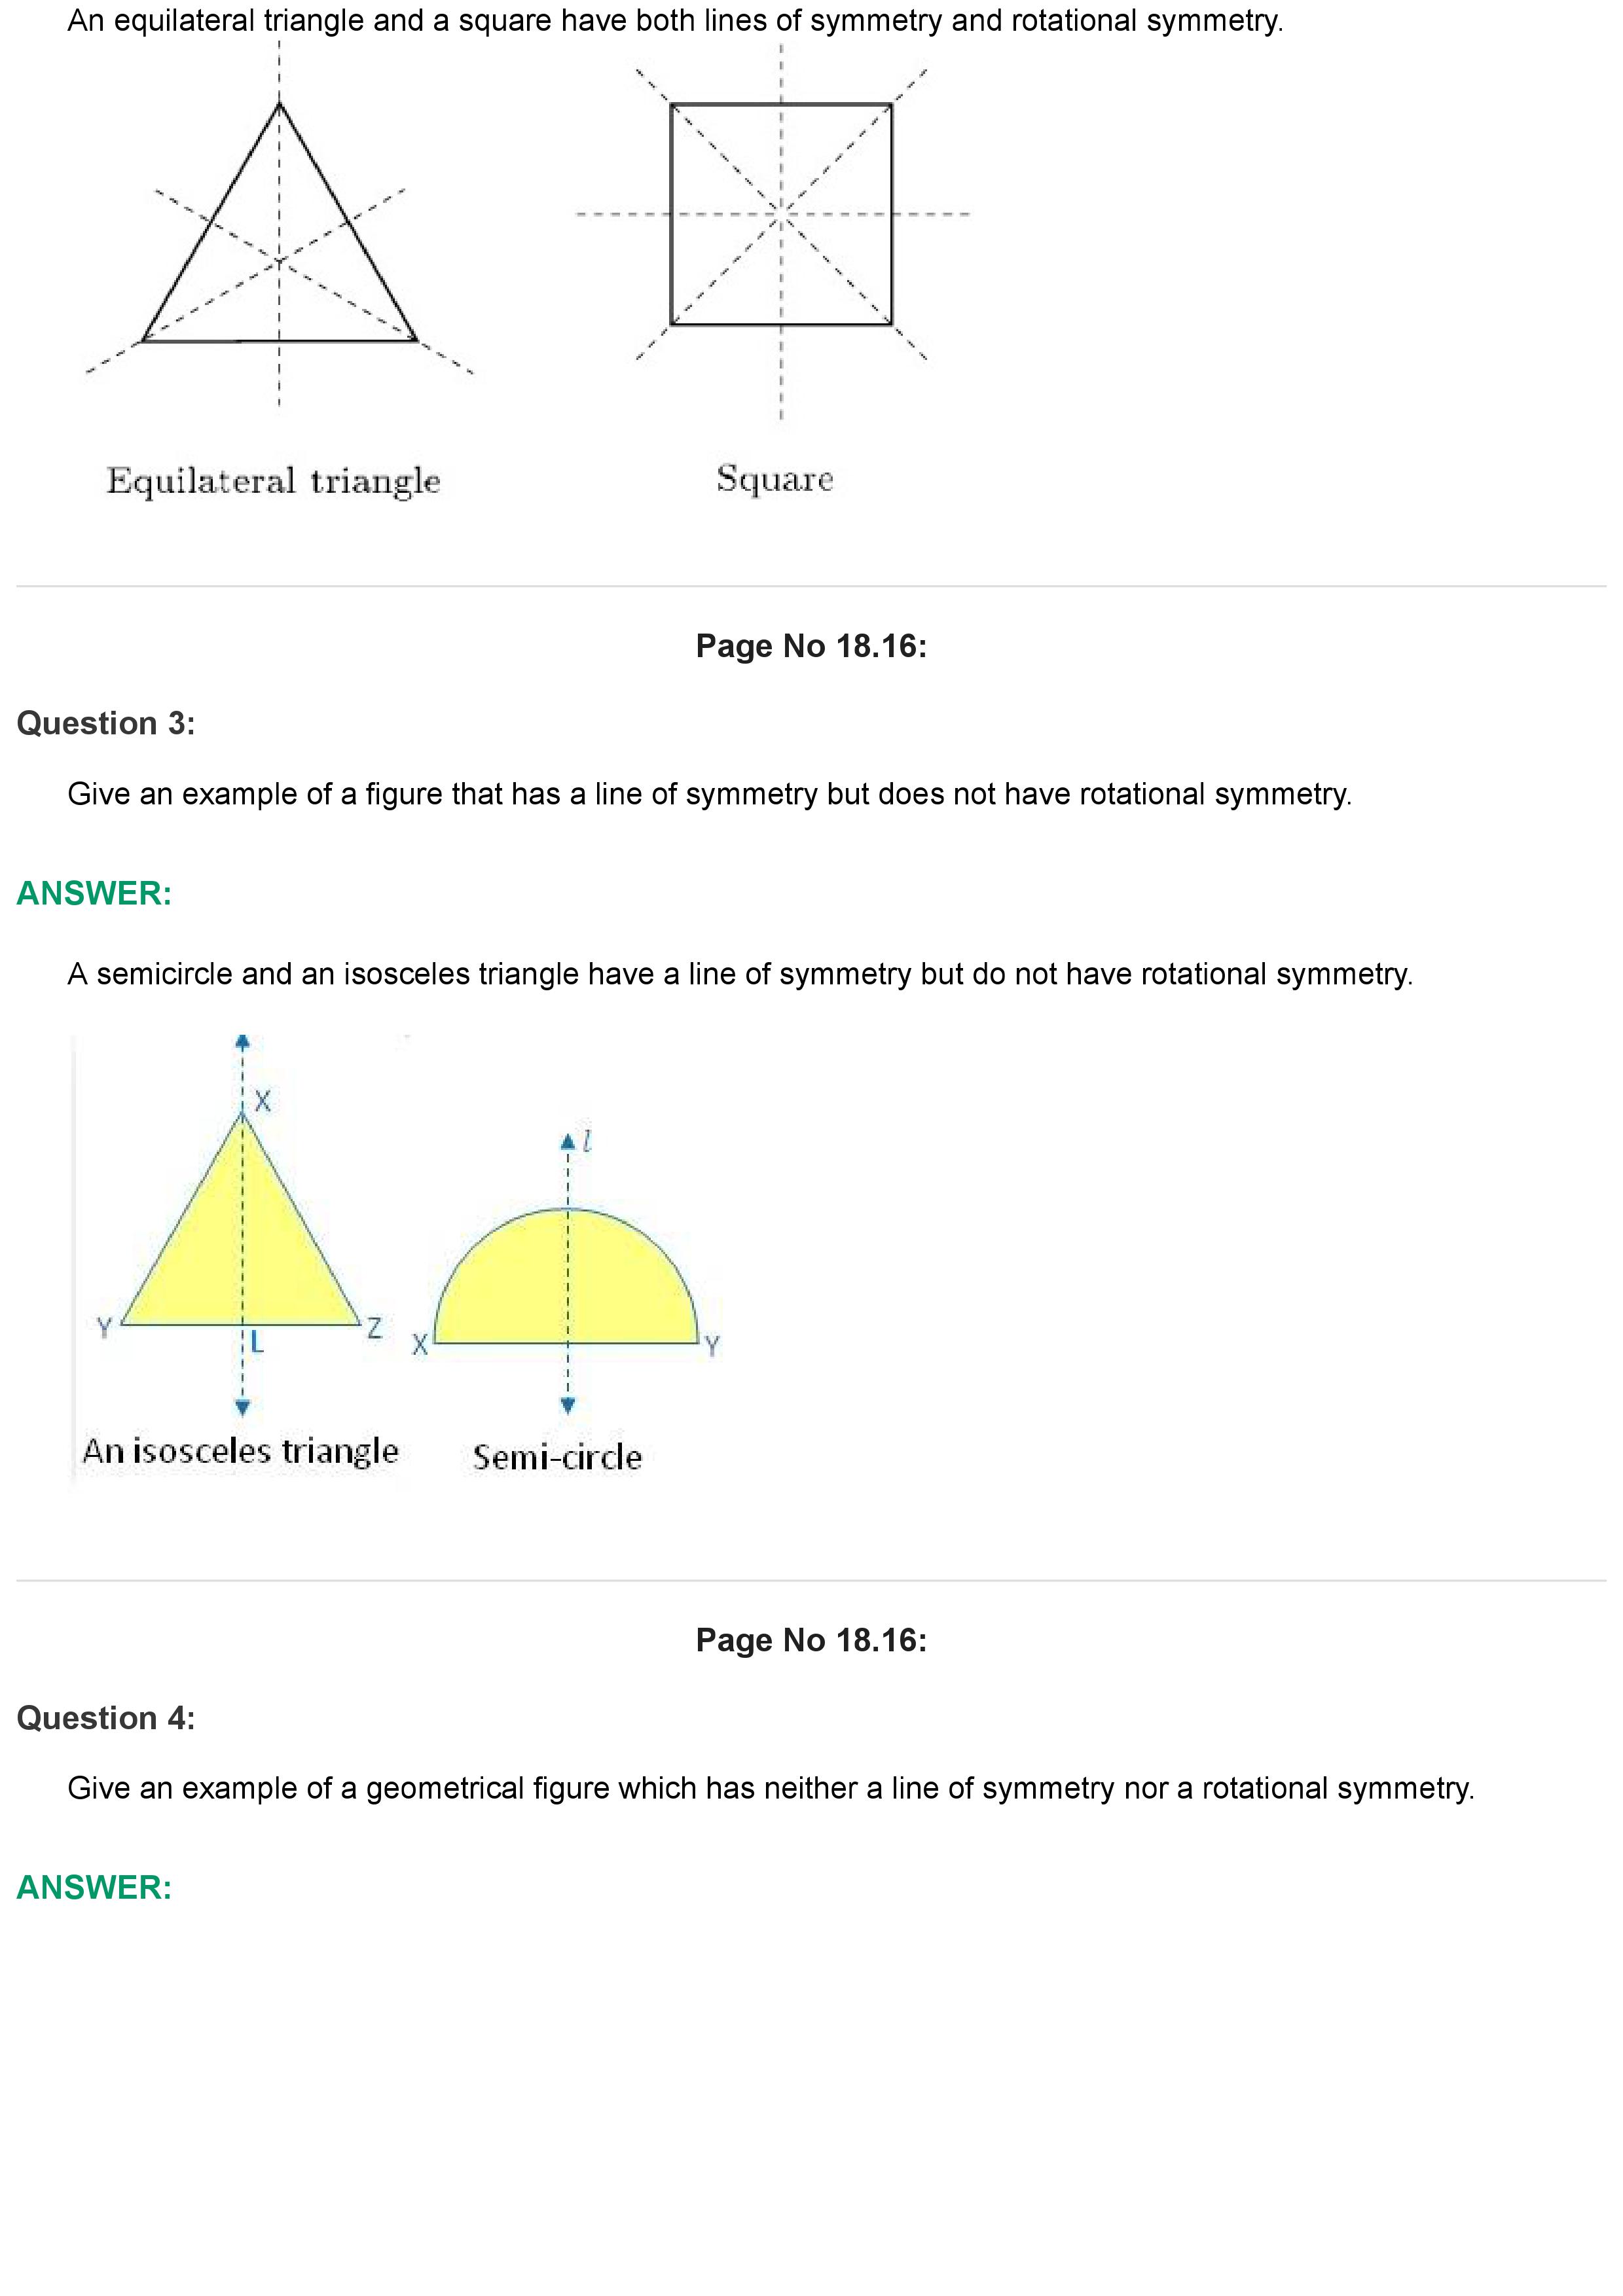 An equilateral triangle and a square have both lines of symmetry and rotational symmetry.
Equilateral triangle
Square
Page No 18.16:
Question 3:
Give an example of a figure that has a line of symmetry but does not have rotational symmetry.
ANSWER:
A semicircle and an isosceles triangle have a line of symmetry but do not have rotational symmetry.
X
l
Y
L
Z
X
Y
An isosceles triangle
Semi-circle
Page No 18.16:
Question 4:
Give an example of a geometrical figure which has neither a line of symmetry nor a rotational symmetry.
ANSWER: